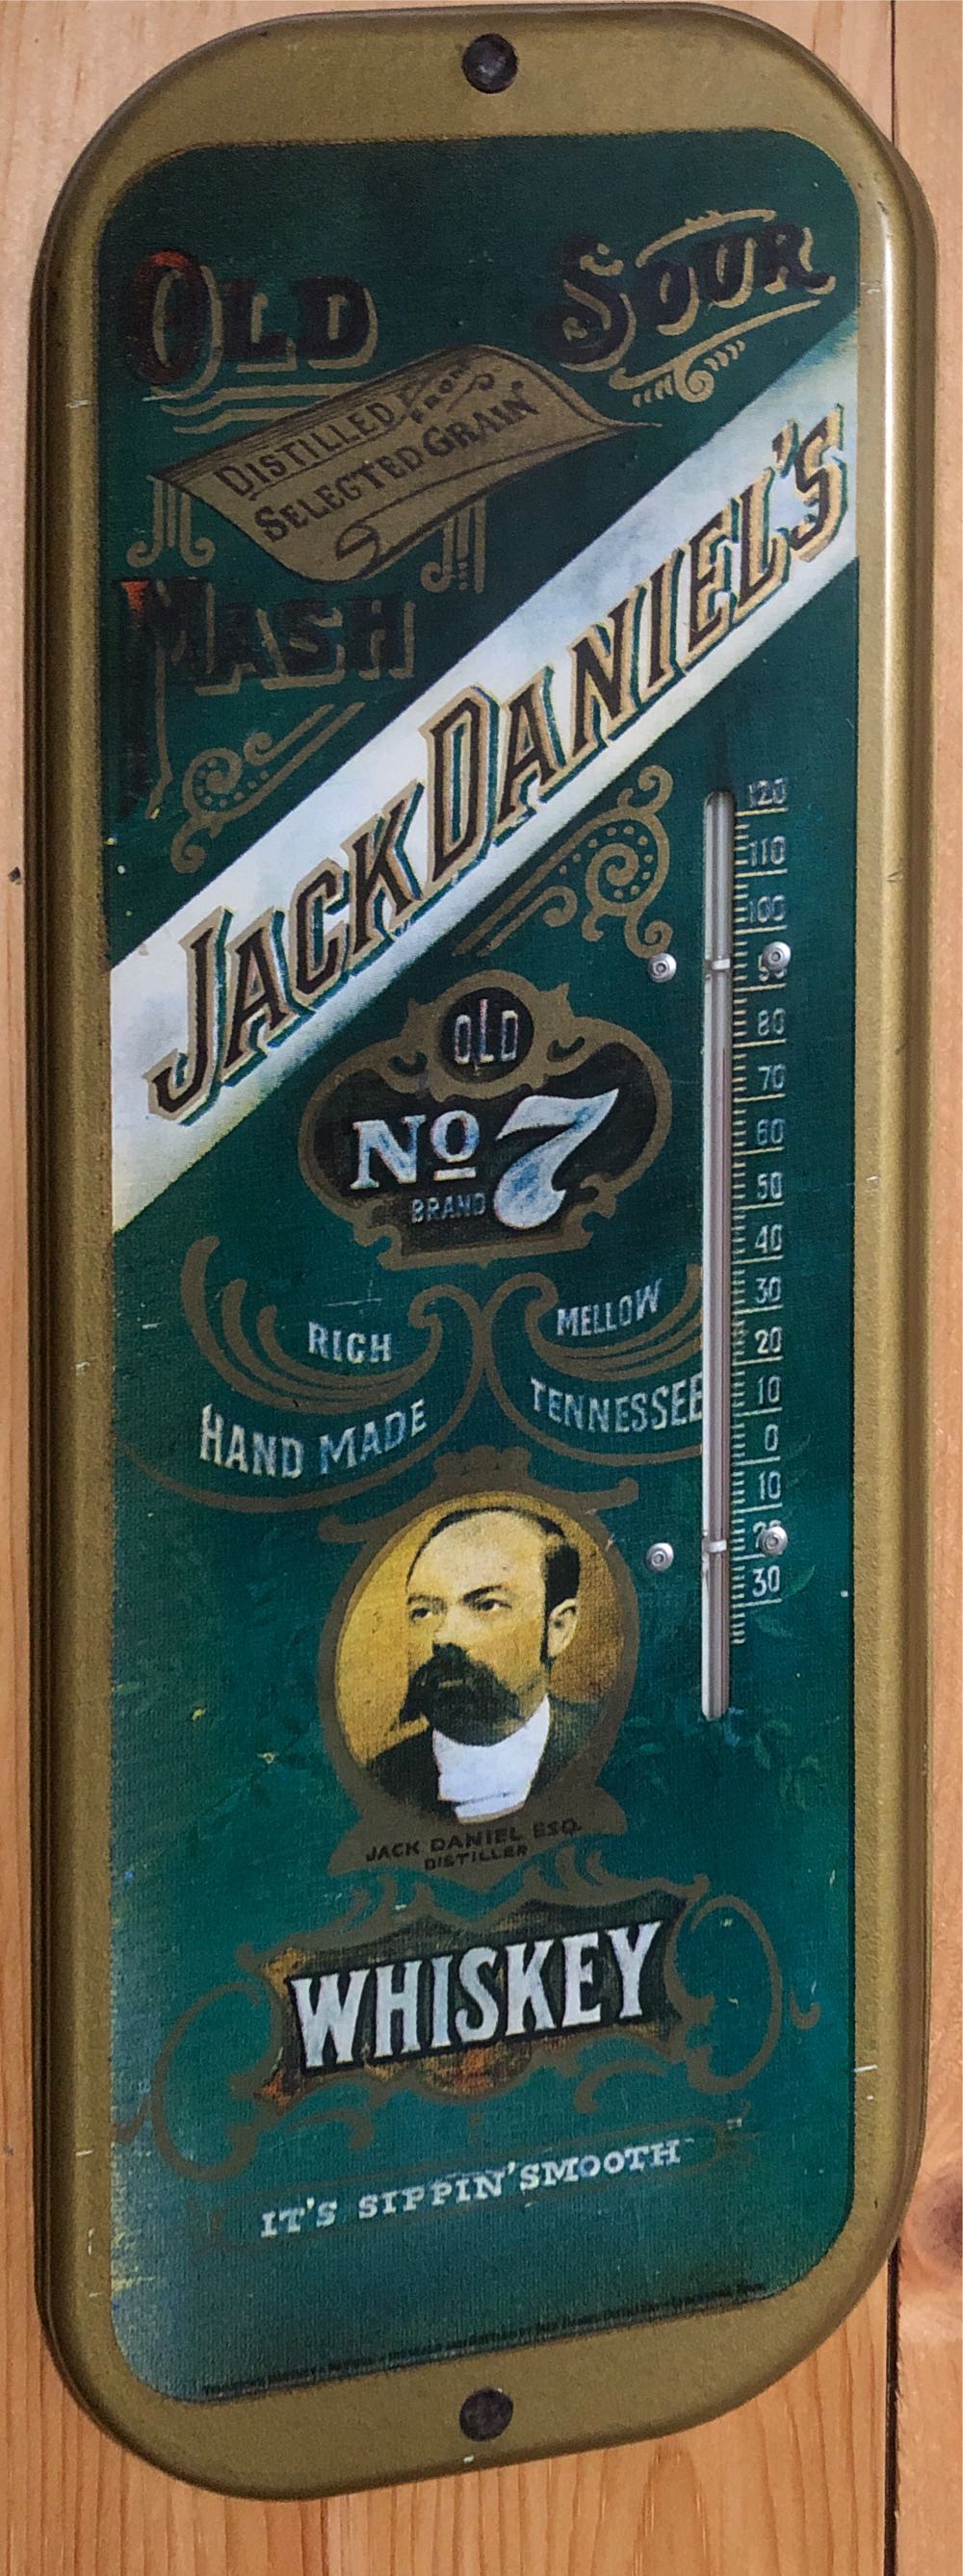 OLD SOUR
DISTILLED FROM
SELECTED GRAIN
MASH
JACK DANIEL'S
OLD
No 7
BRAND
RICH MELLOW
HAND MADE TENNESSEE
120
110
100
80
70
60
50
40
30
20
10
0
10
30
JACK DANIEL ESQ.
DISTILLER
WHISKEY
IT'S SIPPIN' SMOOTH